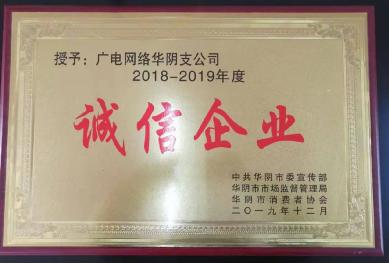 授予：广电网络华阴支公司
2018-2019年度
诚信企业
中共华阴市委宣传部
华阴市市场监督管理局
华阴市消费者协会
二〇一九年十二月